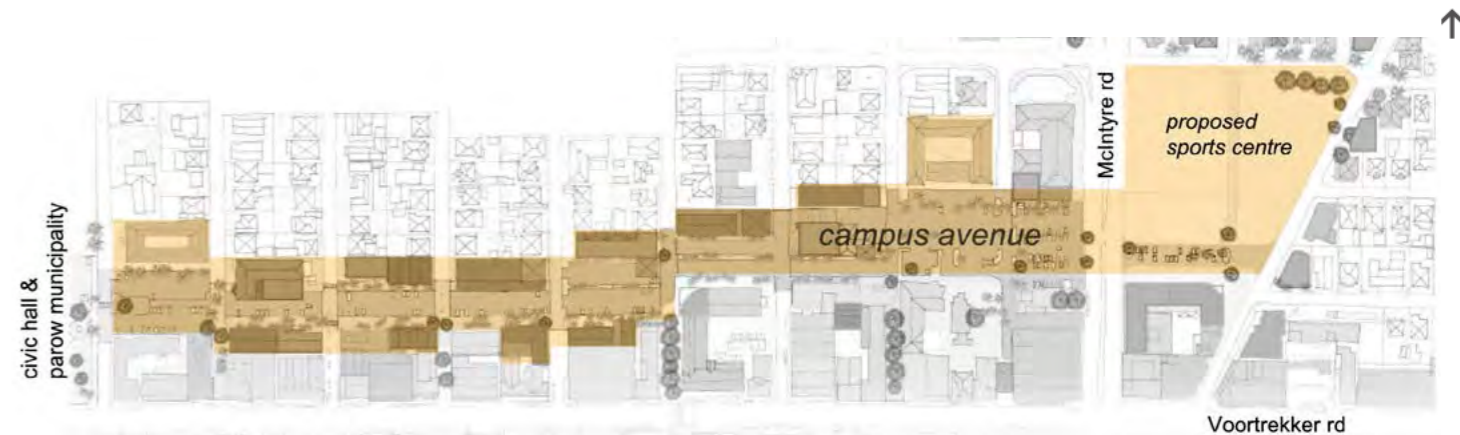 civic hall &
parow municipality
campus avenue
McIntyre rd
proposed
sports centre
Voortrekker rd